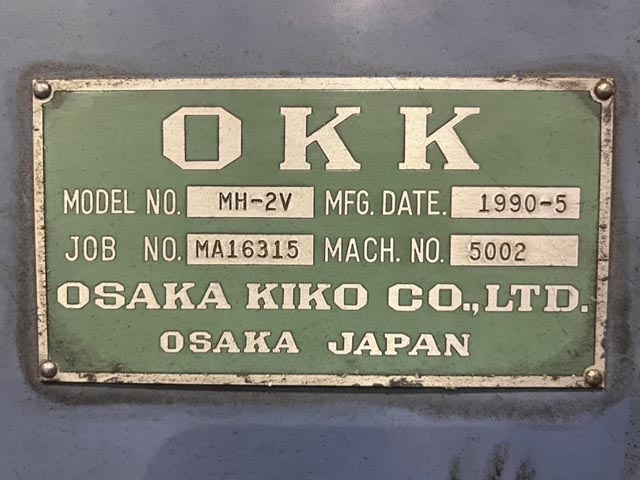 OKK
MODEL NO. MH-2V MFG. DATE. 1990-5
JOB NO. MA16315 MACH. NO. 5002
OSAKA KIKO CO., LTD.
OSAKA JAPAN